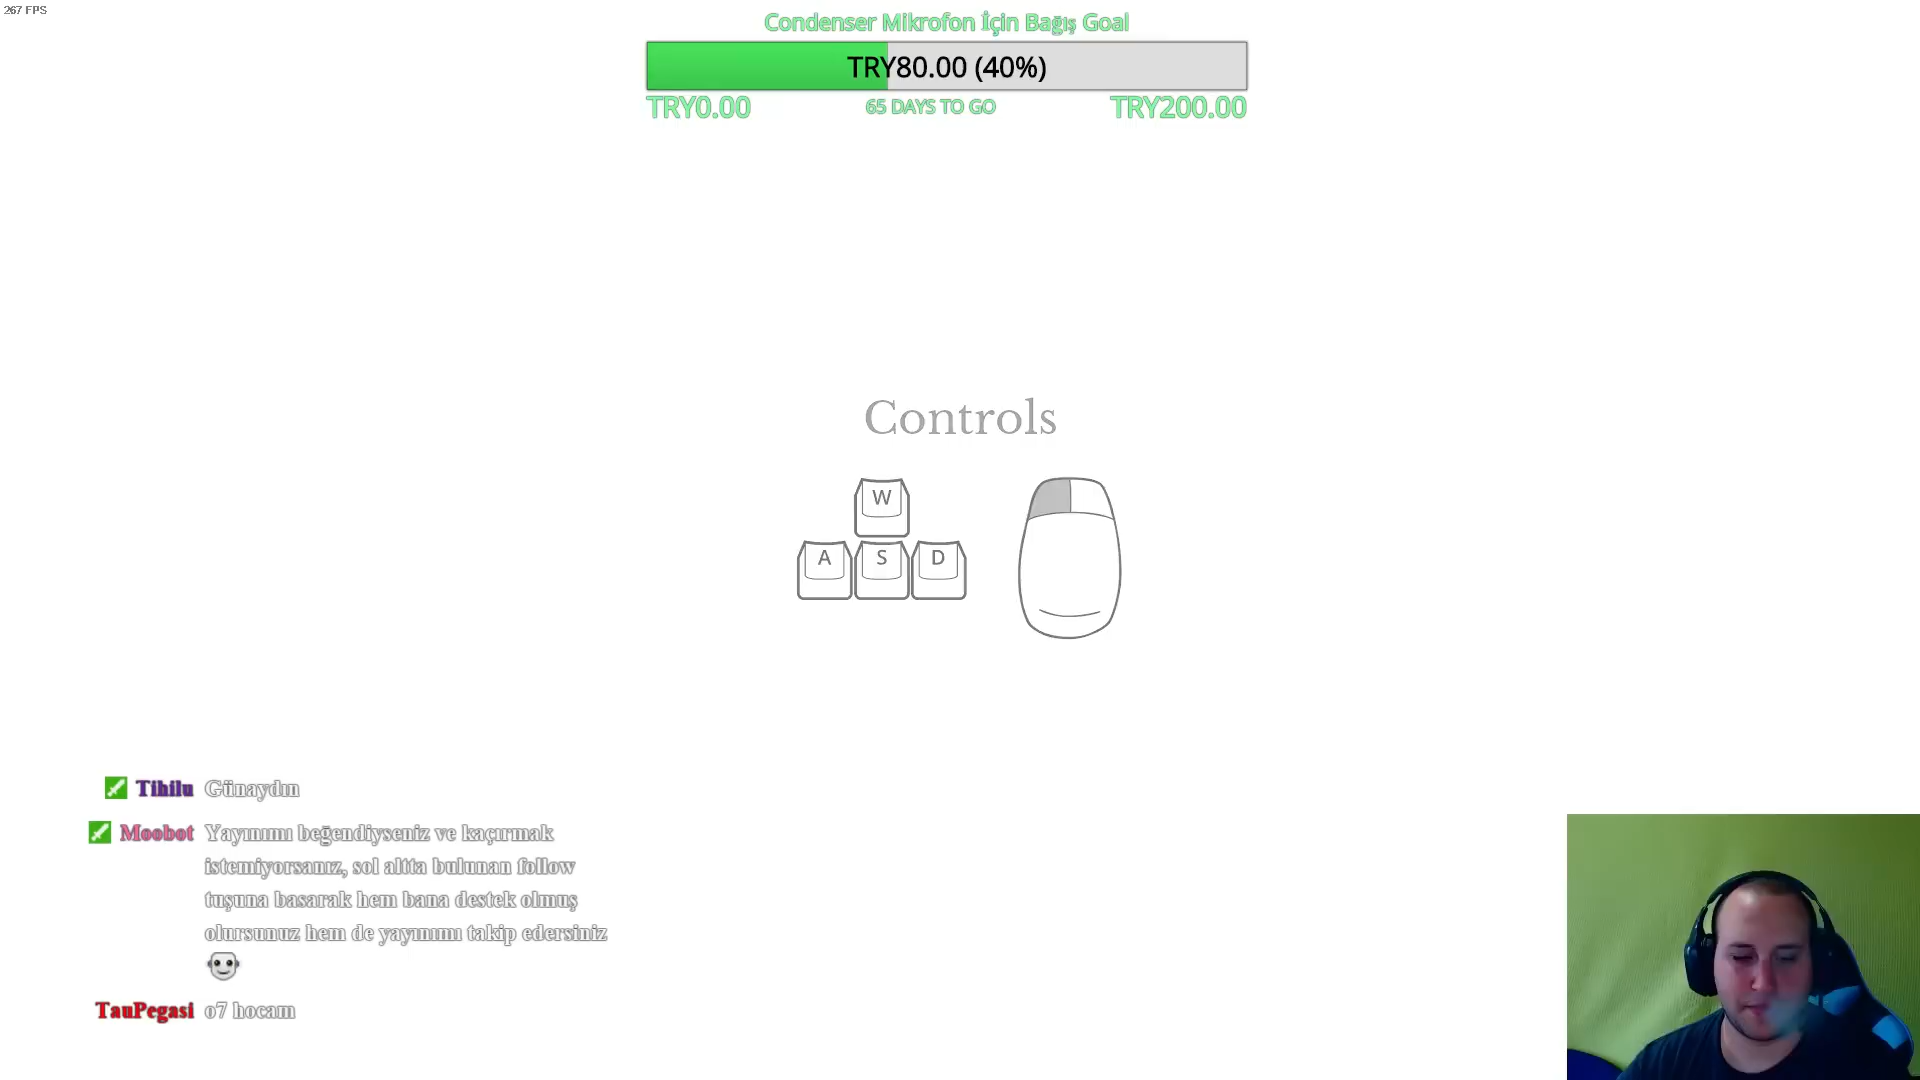 267 FPS
Condenser Mikrofon İçin Bağış Goal
TRY80.00 (40%)
TRY0.00
65 DAYS TO GO
TRY200.00
Controls
W
A
S
D
Tihilu Günaydın
Moobot Yayınımı beğendiyseniz ve kaçırmak
istemiyorsanız, sol altta bulunan follow
tuşuna basarak hem bana destek olmuş
olursunuz hem de yayınımı takip edersiniz
TauPegasi o7 hocam